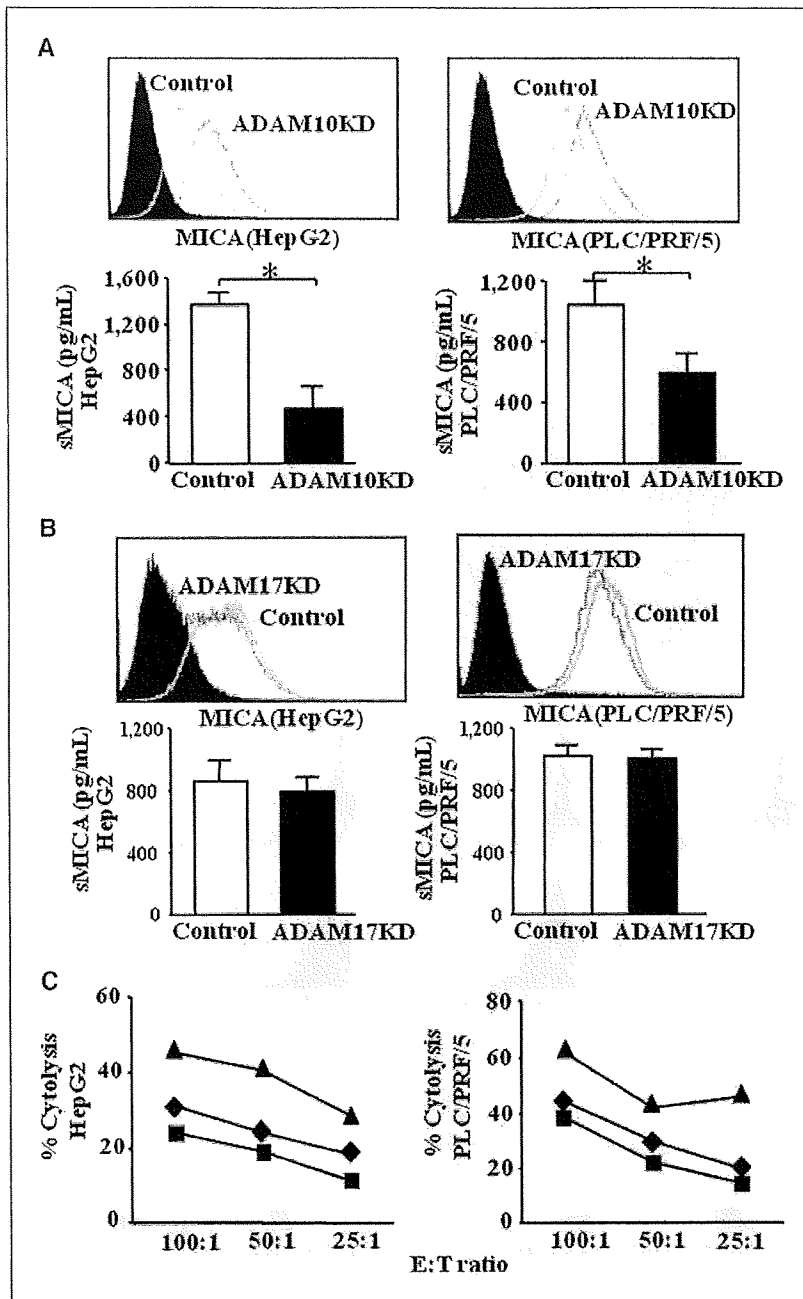 A
Control
ADAM10KD
MICA(HepG2)
Control
ADAM10KD
MICA(PLC/PRF/5)
sMICA (pg/mL)
HepG2
1,600
1,200
800
400
0
*
Control ADAM10KD
sMICA (pg/mL)
PLC/PRF/5
1,200
800
400
0
*
Control ADAM10KD
B
ADAM17KD
Control
MICA(HepG2)
ADAM17KD
Control
MICA(PLC/PRF/5)
sMICA (pg/mL)
HepG2
1,200
800
400
0
Control ADAM17KD
sMICA (pg/mL)
PLC/PRF/5
1,200
800
400
0
Control ADAM17KD
C
% Cytolysis
HepG2
60
40
20
0
100:1 50:1 25:1
% Cytolysis
PLC/PRF/5
80
60
40
20
0
100:1 50:1 25:1
E:T ratio